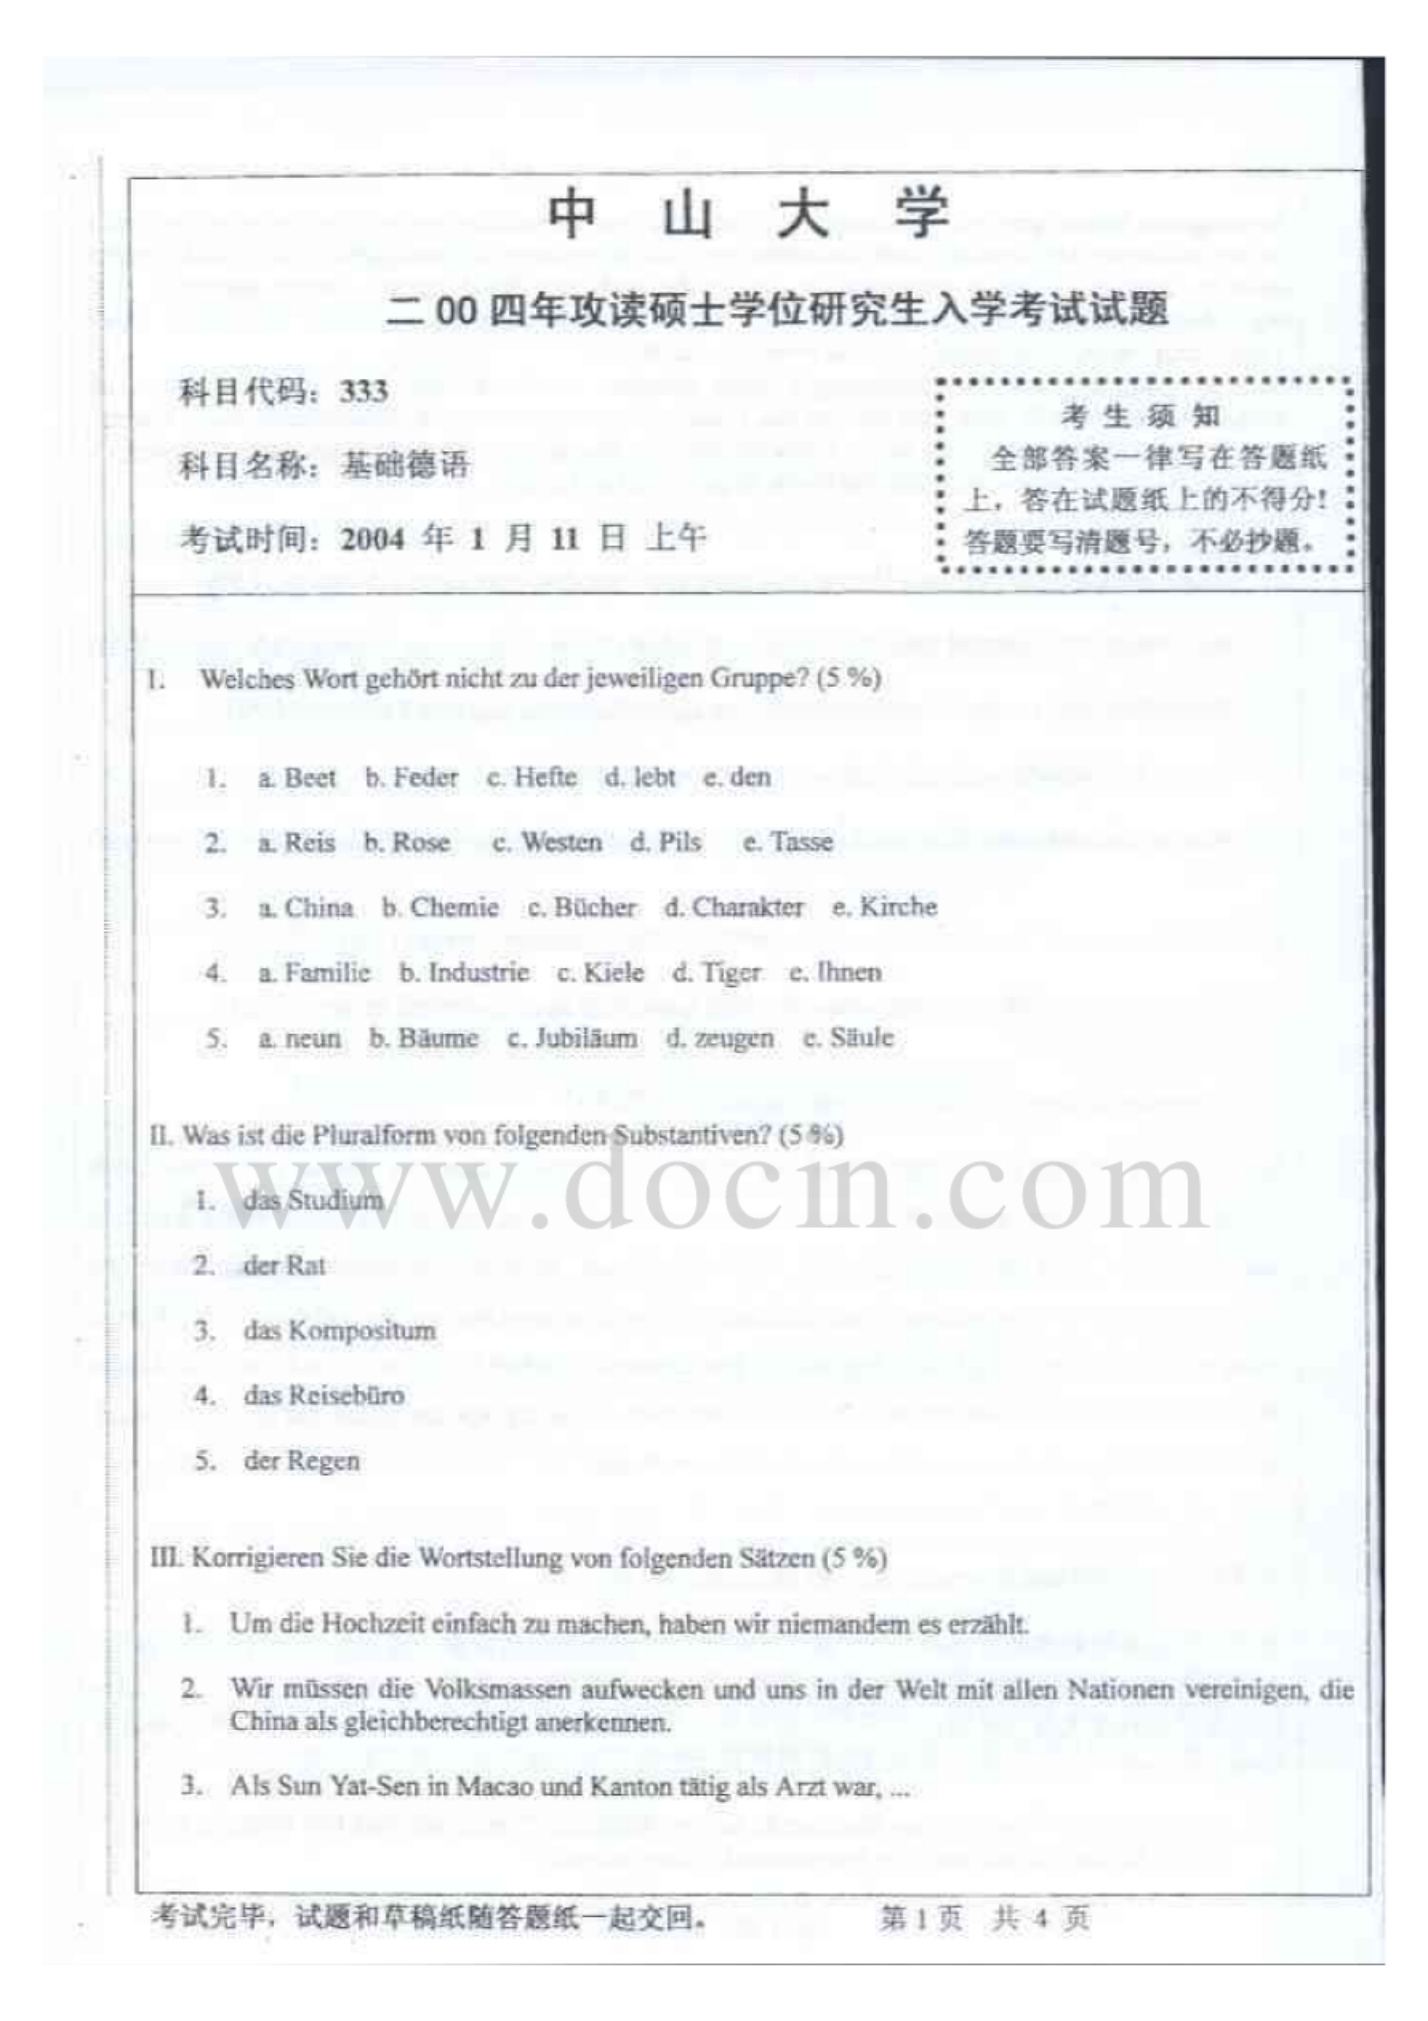 中 山 大 学
二 00 四年攻读硕士学位研究生入学考试试题
科目代码：333
科目名称：基础德语
考试时间：2004 年 1 月 11 日 上午
考 生 须 知
全部答案一律写在答题纸
上，答在试题纸上的不得分！
答题要写清题号，不必抄题。
I. Welches Wort gehört nicht zu der jeweiligen Gruppe? (5 %)
1. a. Beet b. Feder c. Hefte d. lebt e. den
2. a. Reis b. Rose c. Westen d. Pils e. Tasse
3. a. China b. Chemie c. Bücher d. Charakter e. Kirche
4. a. Familie b. Industrie c. Kiele d. Tiger e. Ihnen
5. a. neun b. Bäume c. Jubiläum d. zeugen e. Säule
II. Was ist die Pluralform von folgenden Substantiven? (5 %)
www.docin.com
1. das Studium
2. der Rat
3. das Kompositum
4. das Reisebüro
5. der Regen
III. Korrigieren Sie die Wortstellung von folgenden Sätzen (5 %)
1. Um die Hochzeit einfach zu machen, haben wir niemandem es erzählt.
2. Wir müssen die Volksmassen aufwecken und uns in der Welt mit allen Nationen vereinigen, die
China als gleichberechtigt anerkennen.
3. Als Sun Yat-Sen in Macao und Kanton tätig als Arzt war, ...
考试完毕，试题和草稿纸随答题纸一起交回。 第 1 页 共 4 页